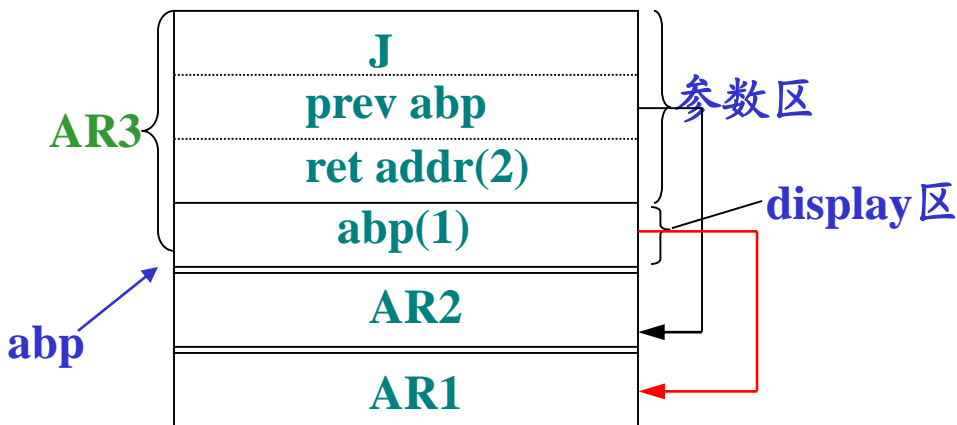 J
prev abp
参数区
AR3
ret addr(2)
abp(1)
display区
AR2
abp
AR1